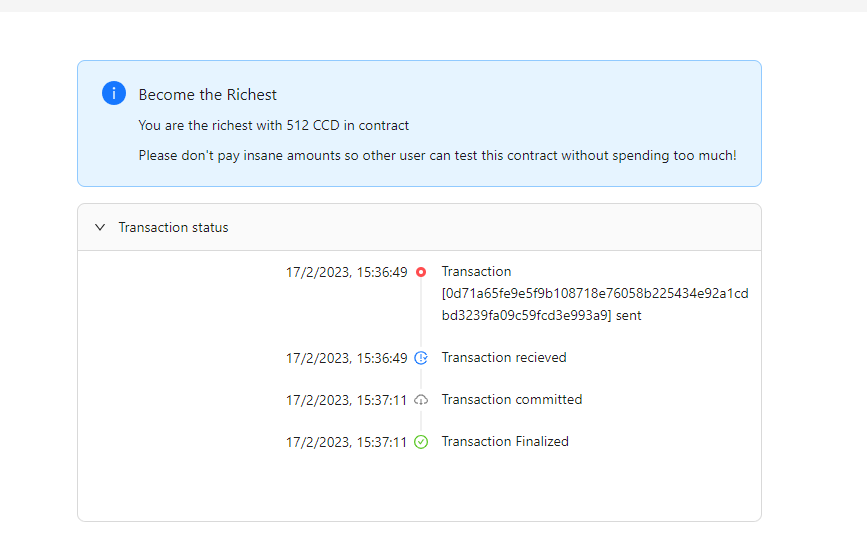 Become the Richest
You are the richest with 512 CCD in contract
Please don't pay insane amounts so other user can test this contract without spending too much!
Transaction status
17/2/2023, 15:36:49 Transaction
[0d71a65fe9e5f9b108718e76058b225434e92a1cd
bd3239fa09c59fcd3e993a9] sent
17/2/2023, 15:36:49 Transaction recieved
17/2/2023, 15:37:11 Transaction committed
17/2/2023, 15:37:11 Transaction Finalized